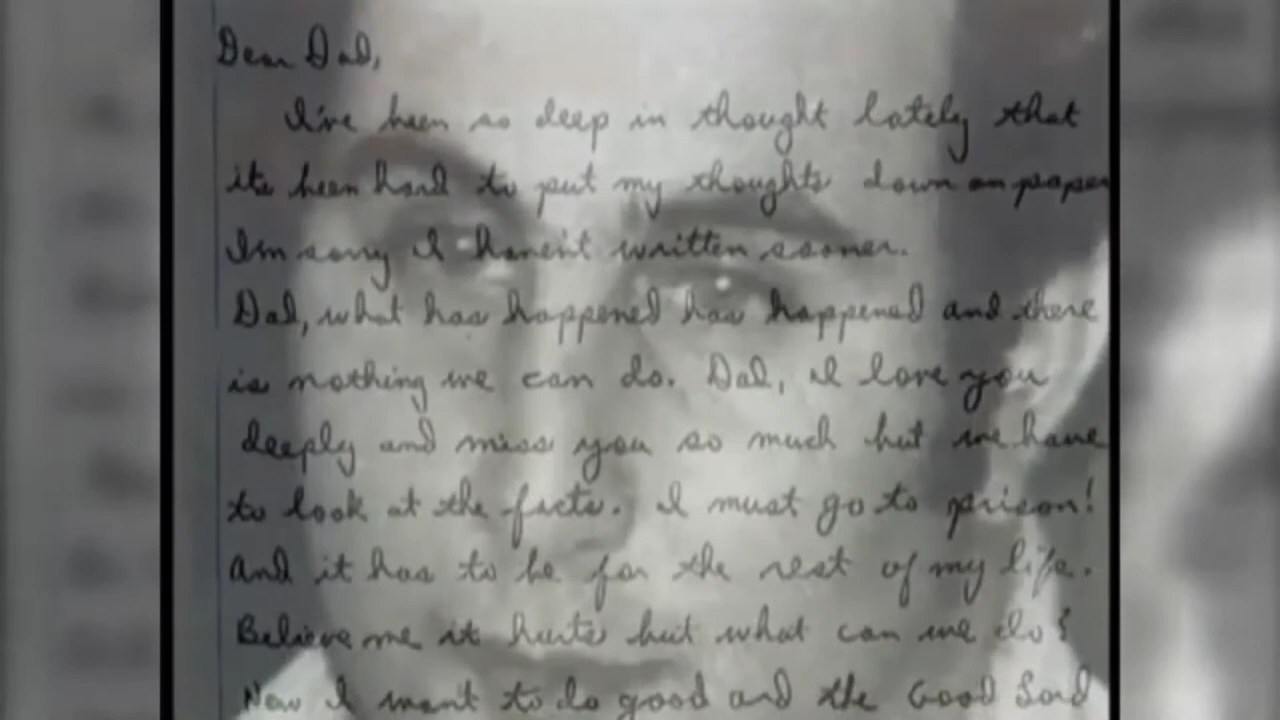 Dear Dad,
I've been so deep in thought lately that
its been hard to put my thoughts down on paper
Im sorry I haven't written sooner.
Dad, what has happened has happened and there
is nothing we can do. Dad, I love you
deeply and miss you so much but we have
to look at the facts. I must go to prison!
And it has to be for the rest of my life.
Believe me it hurts but what can we do?
Now I want to do good and the Good Lord